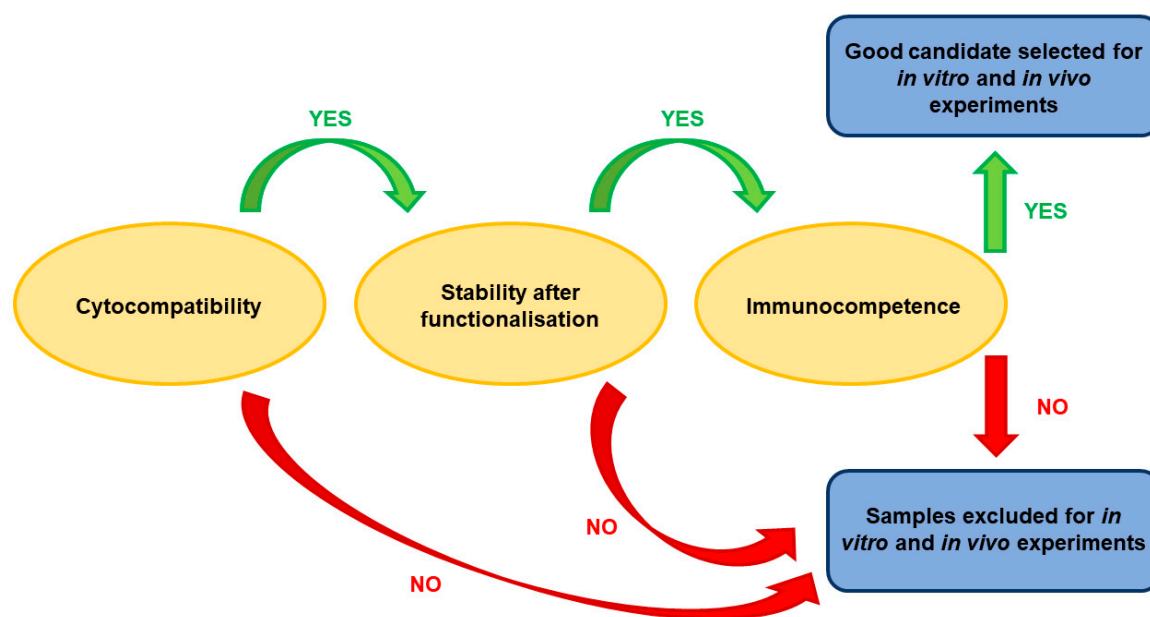 Good candidate selected for
in vitro and in vivo
experiments
YES
YES
YES
Cytocompatibility
Stability after
functionalisation
Immunocompetence
NO
NO
NO
Samples excluded for in
vitro and in vivo experiments